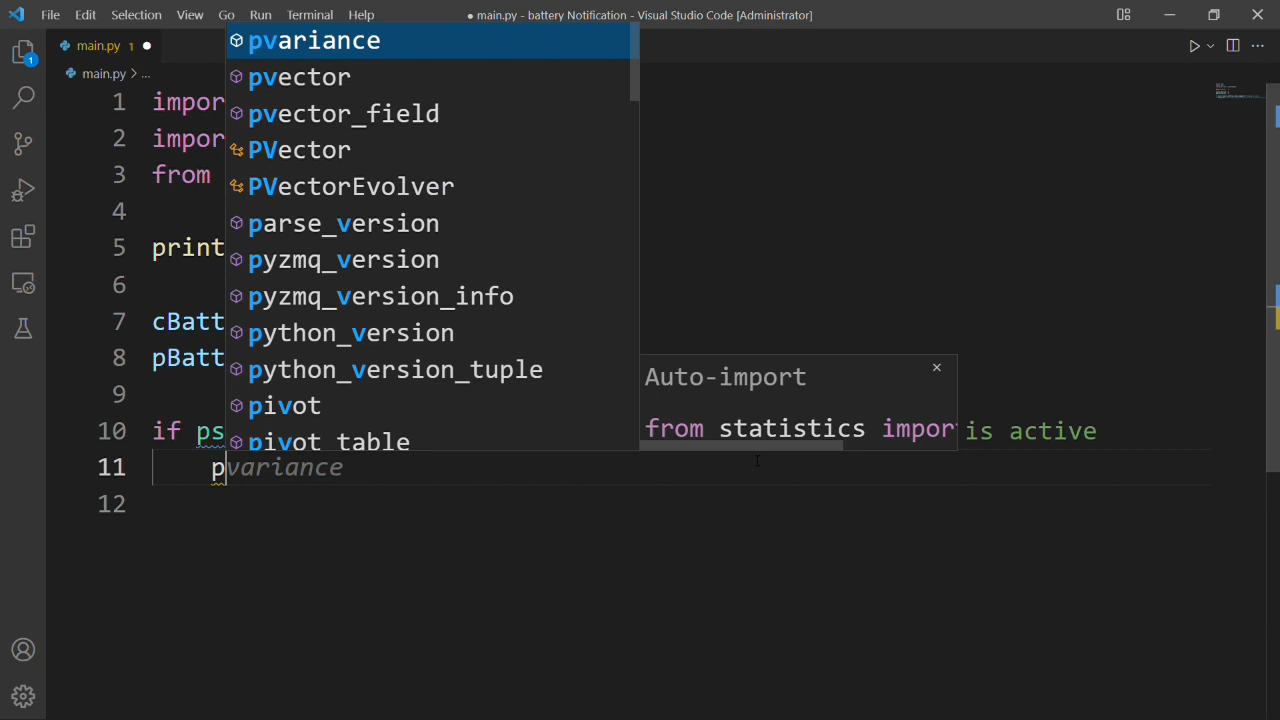 File Edit Selection View Go Run Terminal Help
● main.py - battery Notification - Visual Studio Code [Administrator]
main.py 1 ●
main.py > ...
1 impor
2 impor
3 from
4
5 print
6
7 cBatt
8 pBatt
9
10 if ps
is active
11 pvariance
12
pvariance
pvector
pvector_field
PVector
PVectorEvolver
parse_version
pyzmq_version
pyzmq_version_info
python_version
python_version_tuple
pivot
pivot_table
Auto-import
from statistics import
1